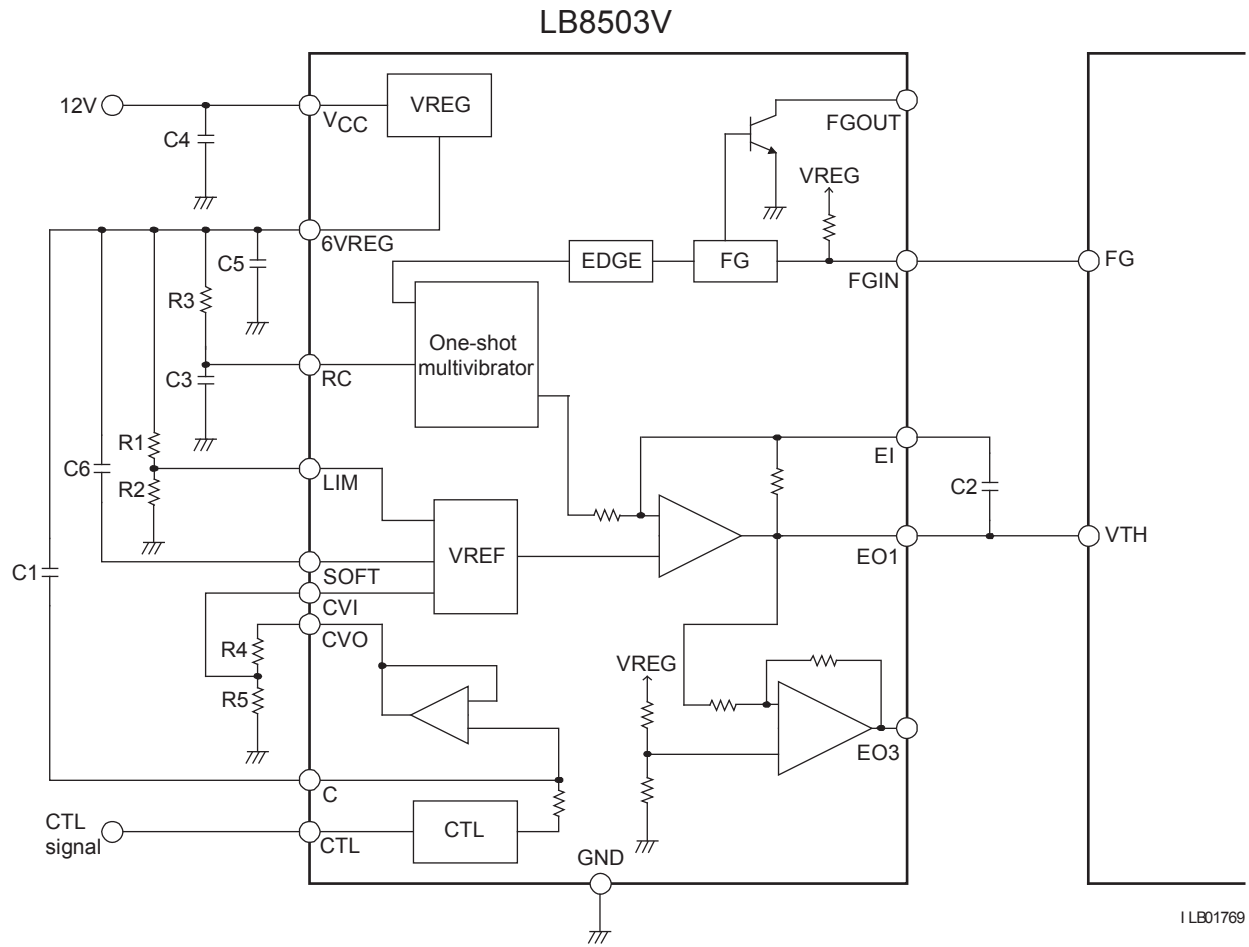 LB8503V
12V
C4
VCC
VREG
FGOUT
VREG
6VREG
C5
EDGE
FG
FGIN
FG
R3
One-shot
multivibrator
RC
C3
R1
C6
R2
LIM
EI
C2
VREF
EO1
VTH
C1
SOFT
CVI
CVO
R4
R5
VREG
EO3
C
CTL
signal
CTL
CTL
GND
ILB01769